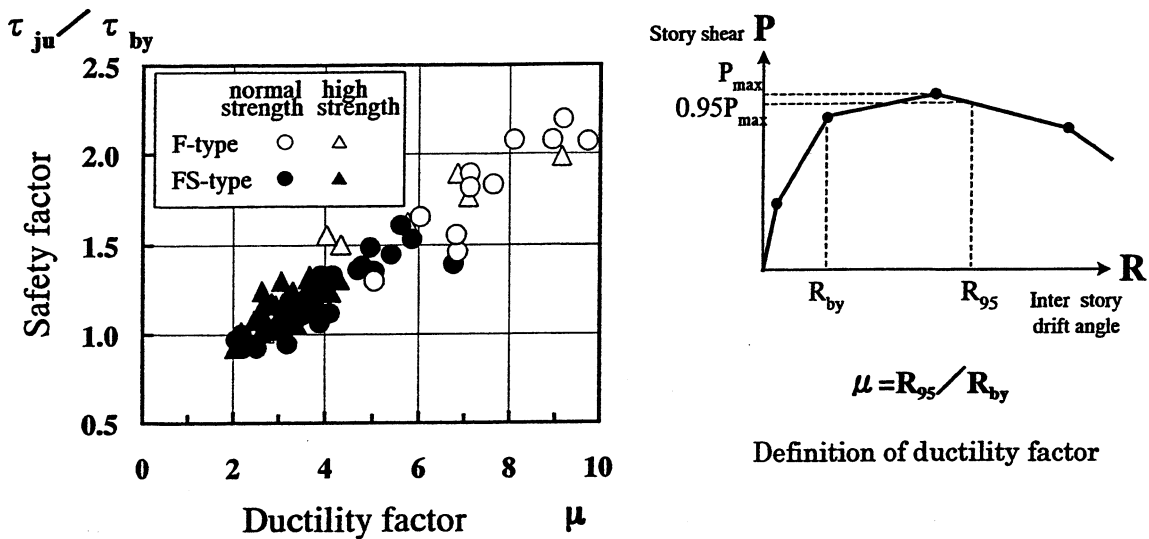 τ ju / τ by
2.5
2.0
1.5
1.0
0.5
0 2 4 6 8 10
Safety factor
Ductility factor μ
normal strength high strength
F-type
FS-type
Story shear P
Pmax
0.95Pmax
Rby
R95
R
Inter story
drift angle
μ=R95/Rby
Definition of ductility factor